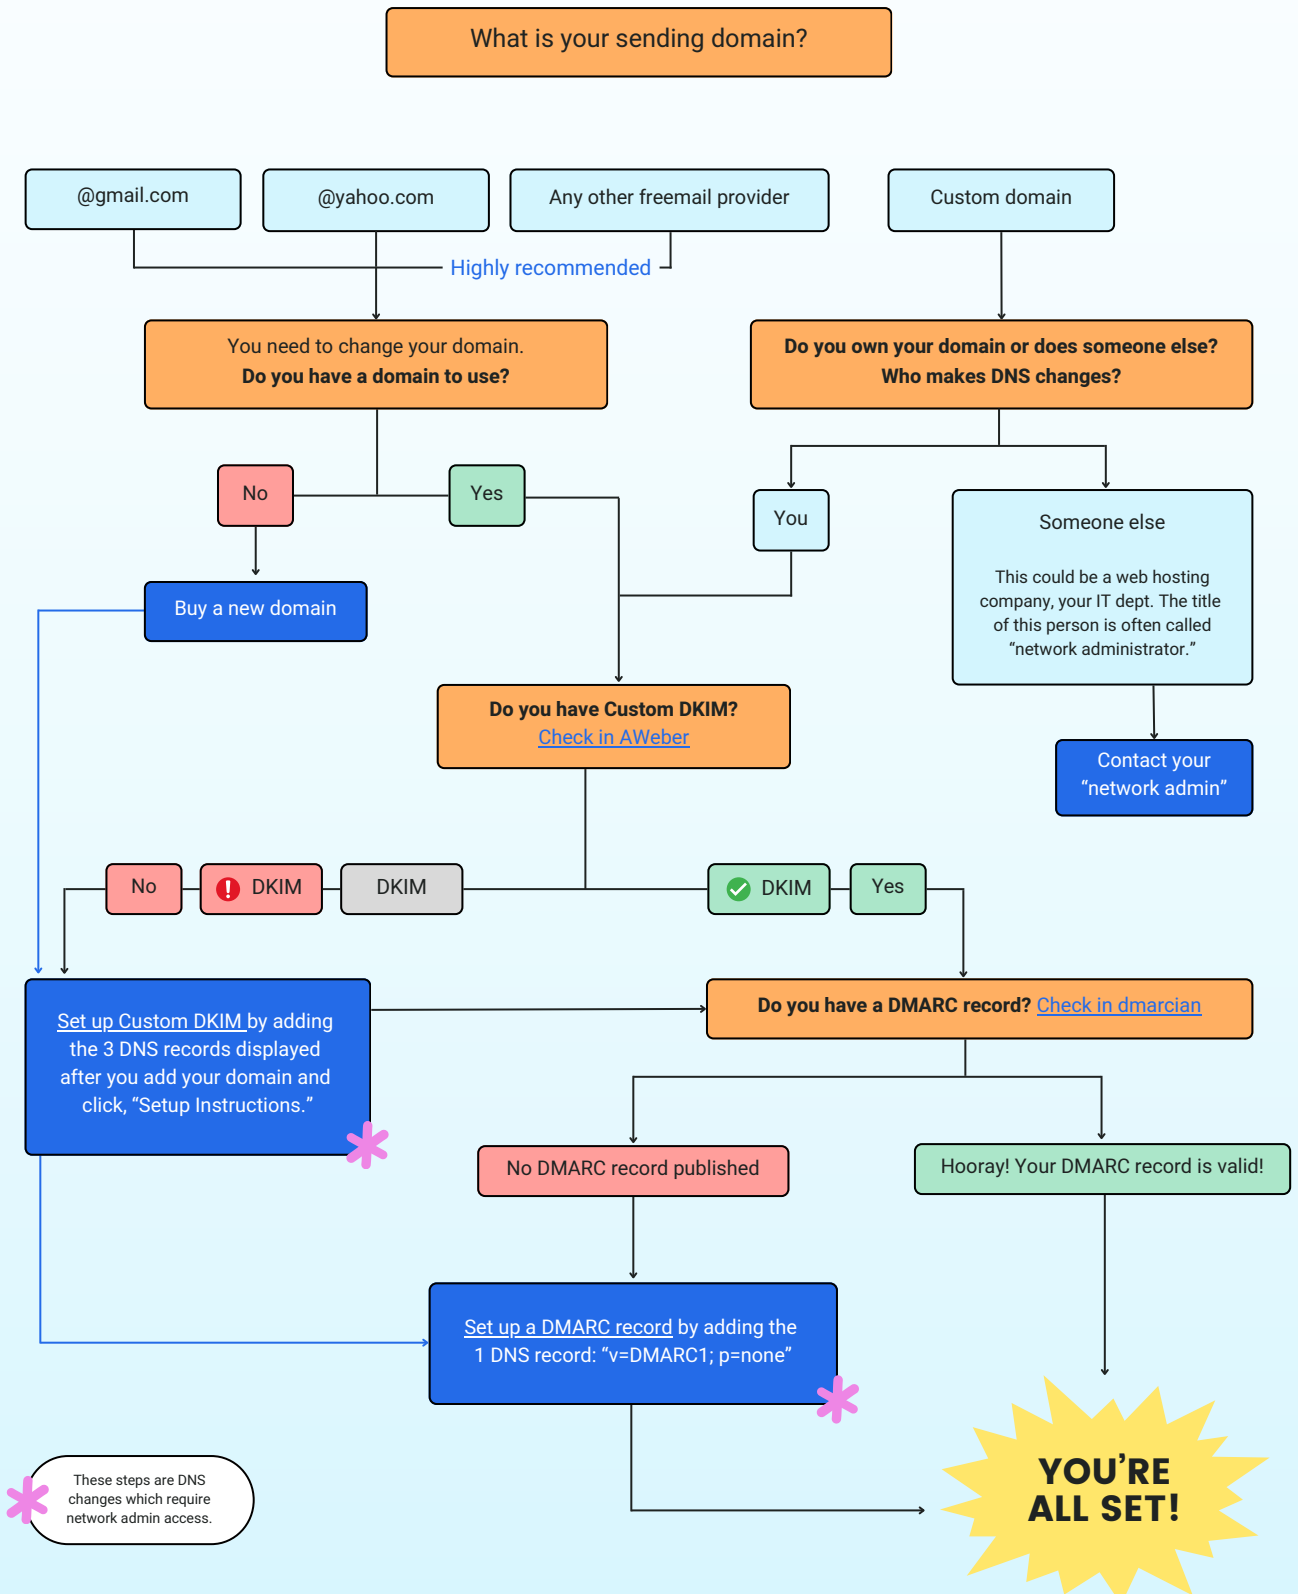 What is your sending domain?
@gmail.com
@yahoo.com
Any other freemail provider
Custom domain
Highly recommended
You need to change your domain.
Do you have a domain to use?
Do you own your domain or does someone else?
Who makes DNS changes?
No
Yes
You
Someone else
This could be a web hosting
company, your IT dept. The title
of this person is often called
“network administrator.”
Buy a new domain
Do you have Custom DKIM?
Check in AWeber
Contact your
“network admin”
No
DKIM
DKIM
DKIM
Yes
Set up Custom DKIM by adding
the 3 DNS records displayed
after you add your domain and
click, “Setup Instructions.”
Do you have a DMARC record? Check in dmarcian
No DMARC record published
Hooray! Your DMARC record is valid!
Set up a DMARC record by adding the
1 DNS record: “v=DMARC1; p=none”
YOU’RE
ALL SET!
These steps are DNS
changes which require
network admin access.